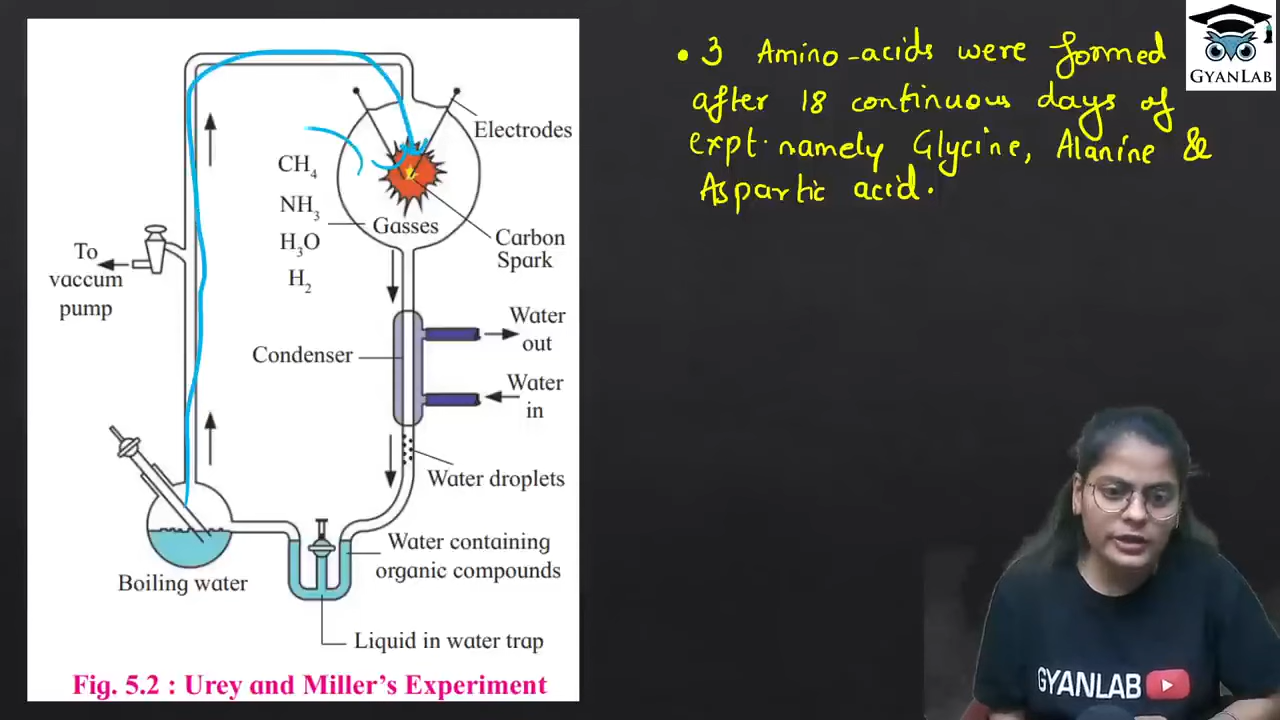 • 3 Amino-acids were formed
after 18 continuous days of
expt. namely Glycine, Alanine &
Aspartic acid.
GYANLAB
Electrodes
CH4
NH3
H3O
H2
Gasses
Carbon
Spark
To
vaccum
pump
Water
out
Condenser
Water
in
Water droplets
Water containing
organic compounds
Boiling water
Liquid in water trap
Fig. 5.2 : Urey and Miller's Experiment
GYANLAB